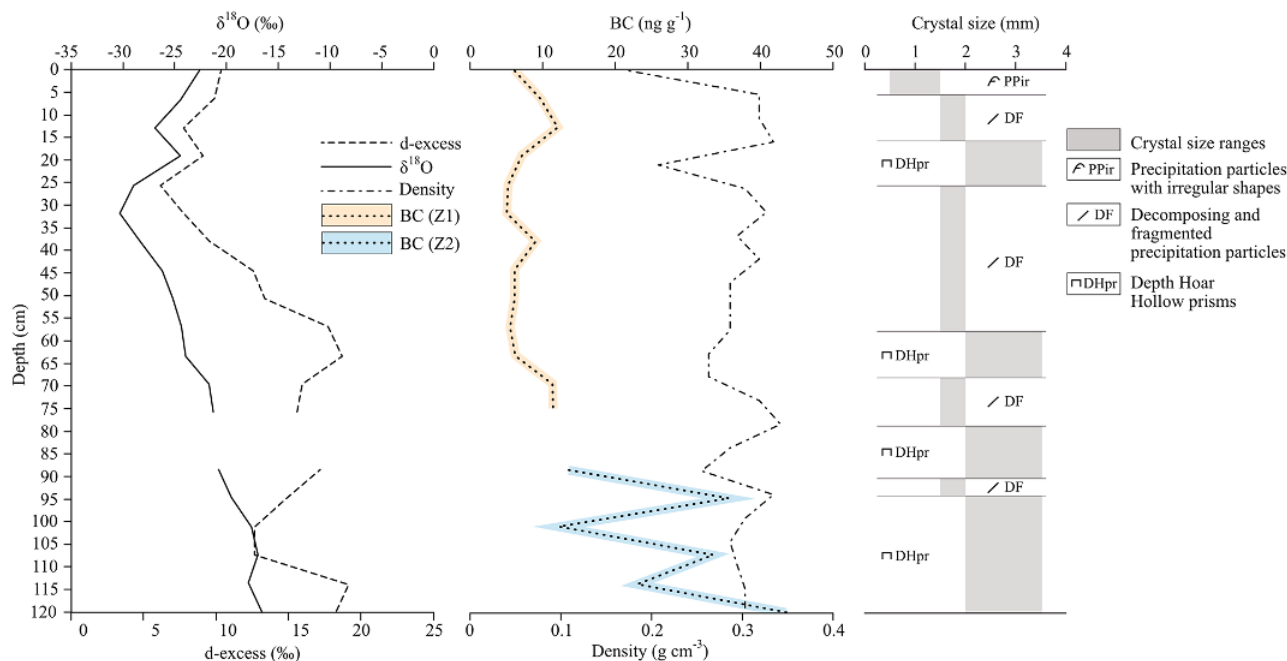 δ¹⁸O (‰)
-35 -30 -25 -20 -15 -10 -5 0
BC (ng g⁻¹)
0 10 20 30 40 50
Crystal size (mm)
0 1 2 3 4
Depth (cm)
0
5
10
15
20
25
30
35
40
45
50
55
60
65
70
75
80
85
90
95
100
105
110
115
120
d-excess
δ¹⁸O
Density
BC (Z1)
BC (Z2)
PPir
DF
DHpr
DF
DHpr
DF
DHpr
DF
DHpr
Crystal size ranges
PPir Precipitation particles
with irregular shapes
DF Decomposing and
fragmented
precipitation particles
DHpr Depth Hoar
Hollow prisms
0 5 10 15 20 25
d-excess (‰)
0 0.1 0.2 0.3 0.4
Density (g cm⁻³)